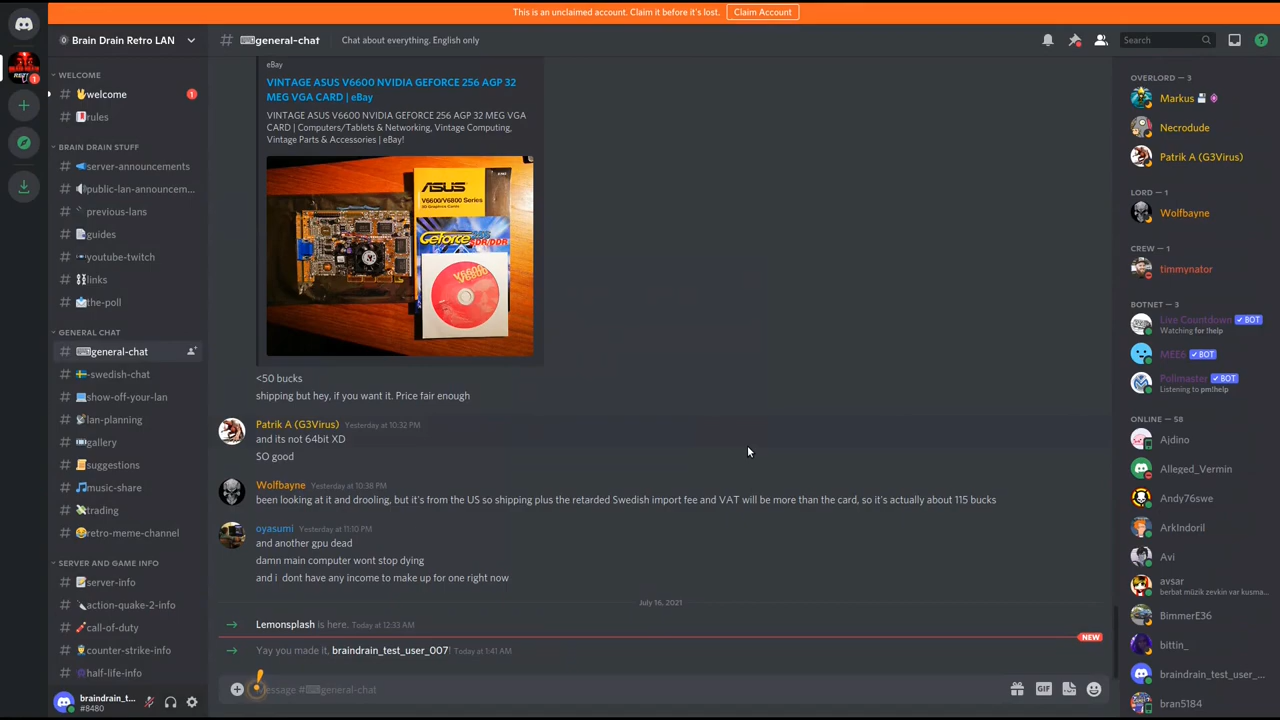 This is an unclaimed account. Claim it before it's lost. Claim Account
Brain Drain Retro LAN
WELCOME
welcome 1
rules
BRAIN DRAIN STUFF
server-announcements
public-lan-announcem...
previous-lans
guides
youtube-twitch
links
the-poll
GENERAL CHAT
general-chat
swedish-chat
show-off-your-lan
lan-planning
gallery
suggestions
music-share
trading
retro-meme-channel
SERVER AND GAME INFO
server-info
action-quake-2-info
call-of-duty
counter-strike-info
half-life-info
braindrain_t...
#8480
general-chat Chat about everything. English only
Search
eBay
VINTAGE ASUS V6600 NVIDIA GEFORCE 256 AGP 32
MEG VGA CARD | eBay
VINTAGE ASUS V6600 NVIDIA GEFORCE 256 AGP 32 MEG VGA
CARD | Computers/Tablets & Networking, Vintage Computing,
Vintage Parts & Accessories | eBay!
ASUS
V6600/V6800 Series
3D Graphics Cards
GeForce 256
SDR/DDR
V6600
V6800
<50 bucks
shipping but hey, if you want it. Price fair enough
Patrik A (G3Virus) Yesterday at 10:32 PM
and its not 64bit XD
SO good
Wolfbayne Yesterday at 10:38 PM
been looking at it and drooling, but it's from the US so shipping plus the retarded Swedish import fee and VAT will be more than the card, so it's actually about 115 bucks
oyasumi Yesterday at 11:10 PM
and another gpu dead
damn main computer wont stop dying
and i dont have any income to make up for one right now
July 16, 2021
Lemonsplash is here. Today at 12:33 AM
NEW
Yay you made it, braindrain_test_user_007! Today at 1:41 AM
Message #general-chat
GIF
OVERLORD — 3
Markus
Necrodude
Patrik A (G3Virus)
LORD — 1
Wolfbayne
CREW — 1
timmynator
BOTNET — 3
Live Countdown BOT
Watching for !help
MEE6 BOT
Pollmaster BOT
Listening to pm!help
ONLINE — 58
Ajdino
Alleged_Vermin
Andy76swe
ArkIndoril
Avi
avsar
berbat müzik zevkin var kusma...
BimmerE36
bittin_
braindrain_test_user_...
bran5184